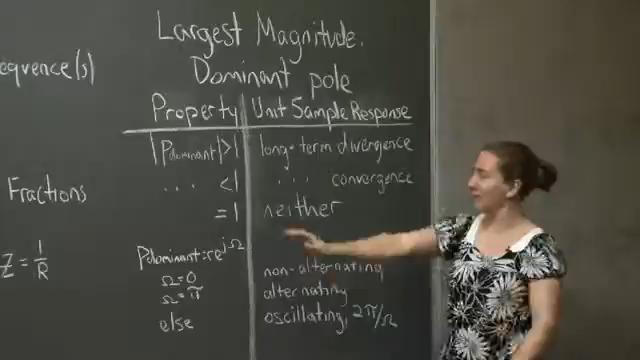 Largest Magnitude.
equence(s)
Dominant pole
Property Unit Sample Response
|Pdominant|>1 long-term divergence
.... <1 .... convergence
Fractions
=1 neither
Z = 1/R
Pdominant: re^jΩ
Ω=0 non-alternating
Ω=π alternating
else oscillating, 2π/Ω